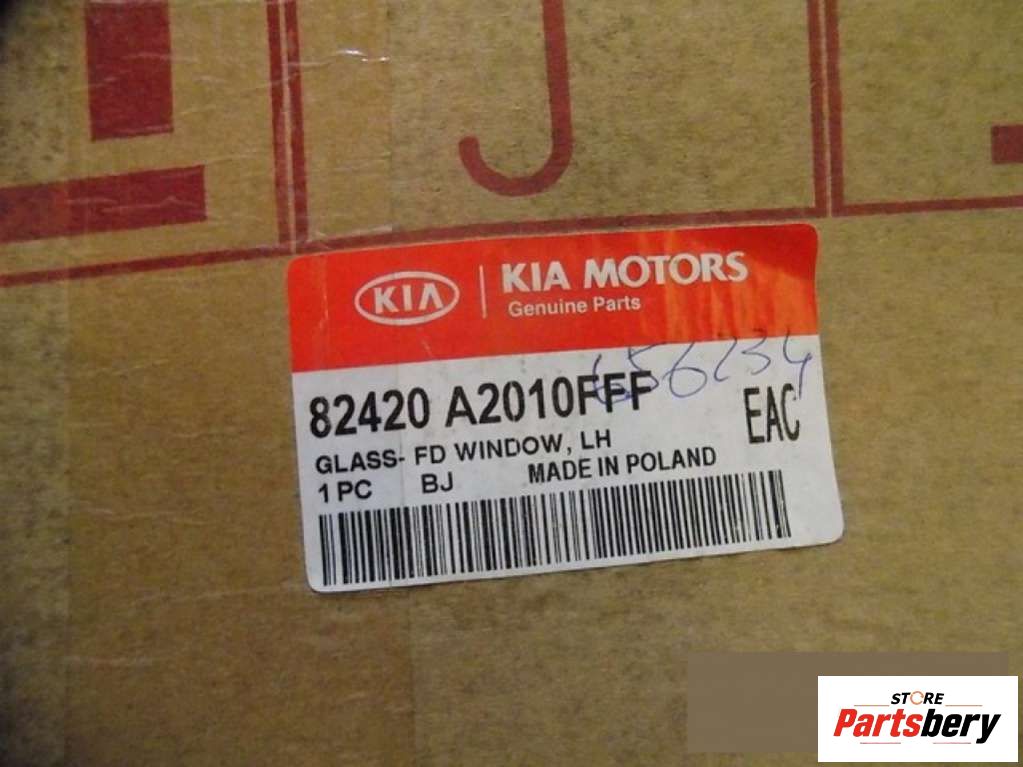 J
KIA
KIA MOTORS
Genuine Parts
656234
82420 A2010FFF
EAC
GLASS- FD WINDOW, LH
1 PC BJ MADE IN POLAND
STORE
Partsbery